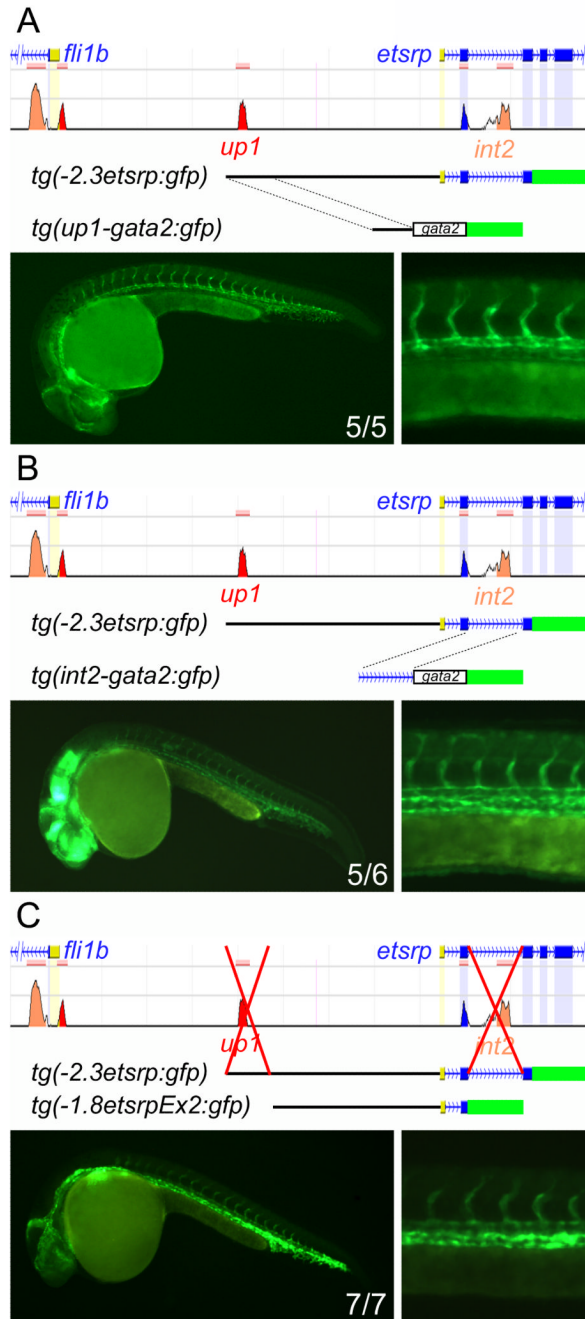 A
fli1b etsrp
up1 int2
tg(-2.3etsrp:gfp)
tg(up1-gata2:gfp)
gata2
5/5
B
fli1b etsrp
up1 int2
tg(-2.3etsrp:gfp)
tg(int2-gata2:gfp)
gata2
5/6
C
fli1b etsrp
up1 int2
tg(-2.3etsrp:gfp)
tg(-1.8etsrpEx2:gfp)
7/7